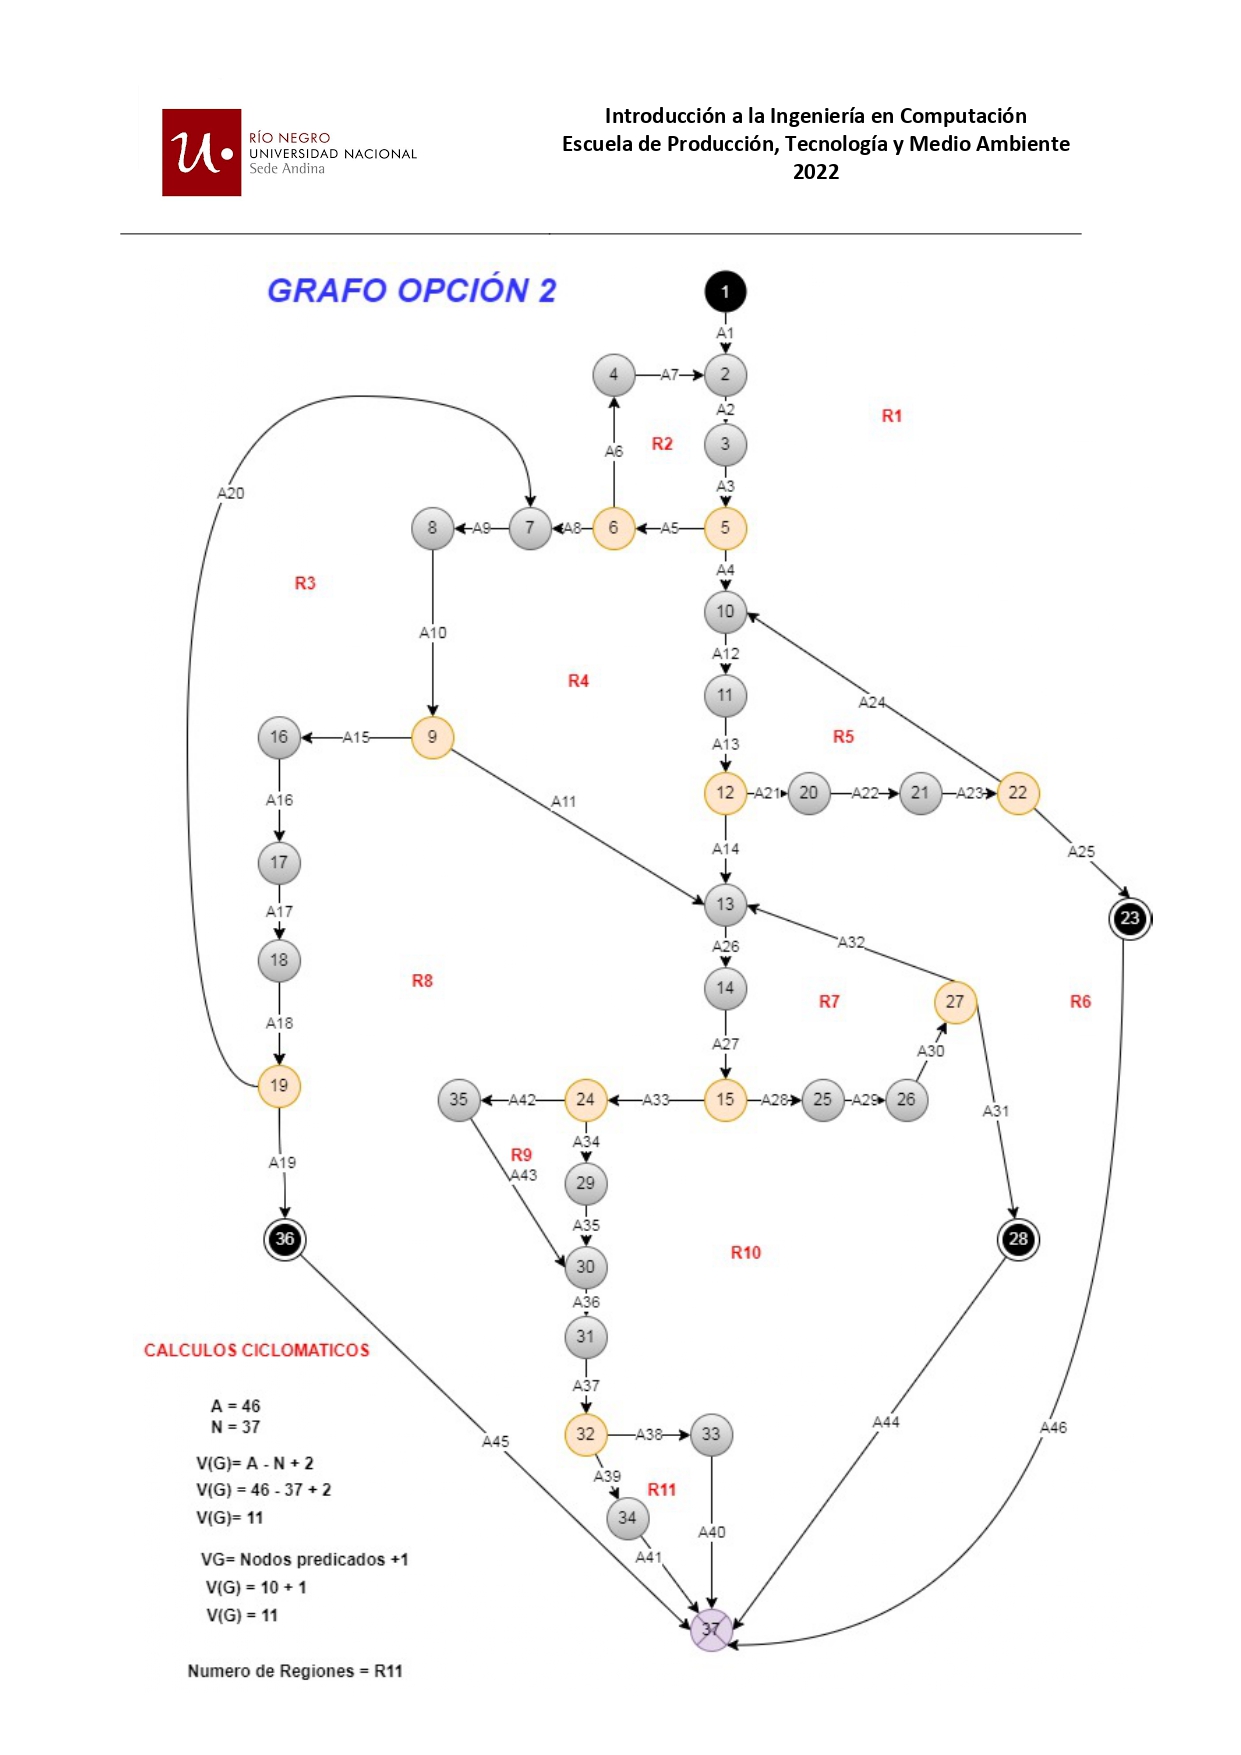 RÍO NEGRO
UNIVERSIDAD NACIONAL
Sede Andina
Introducción a la Ingeniería en Computación
Escuela de Producción, Tecnología y Medio Ambiente
2022
GRAFO OPCIÓN 2
1
A1
4
A7
2
A2
R1
A6
R2
3
A3
A20
8
A9
7
A8
6
A5
5
A4
R3
10
A10
A12
R4
11
A24
16
A15
9
A13
R5
A16
A11
12
A21
20
A22
21
A23
22
A14
A25
17
A17
13
23
A26
A32
18
R8
14
R7
27
R6
A18
A27
A30
19
35
A42
24
A33
15
A28
25
A29
26
A31
A34
A19
R9
A43
29
A35
36
28
R10
30
A36
31
CALCULOS CICLOMATICOS
A37
A = 46
N = 37
A45
32
A38
33
A44
A46
V(G)= A - N + 2
A39
V(G) = 46 - 37 + 2
R11
V(G)= 11
34
A40
VG= Nodos predicados +1
A41
V(G) = 10 + 1
V(G) = 11
37
Numero de Regiones = R11